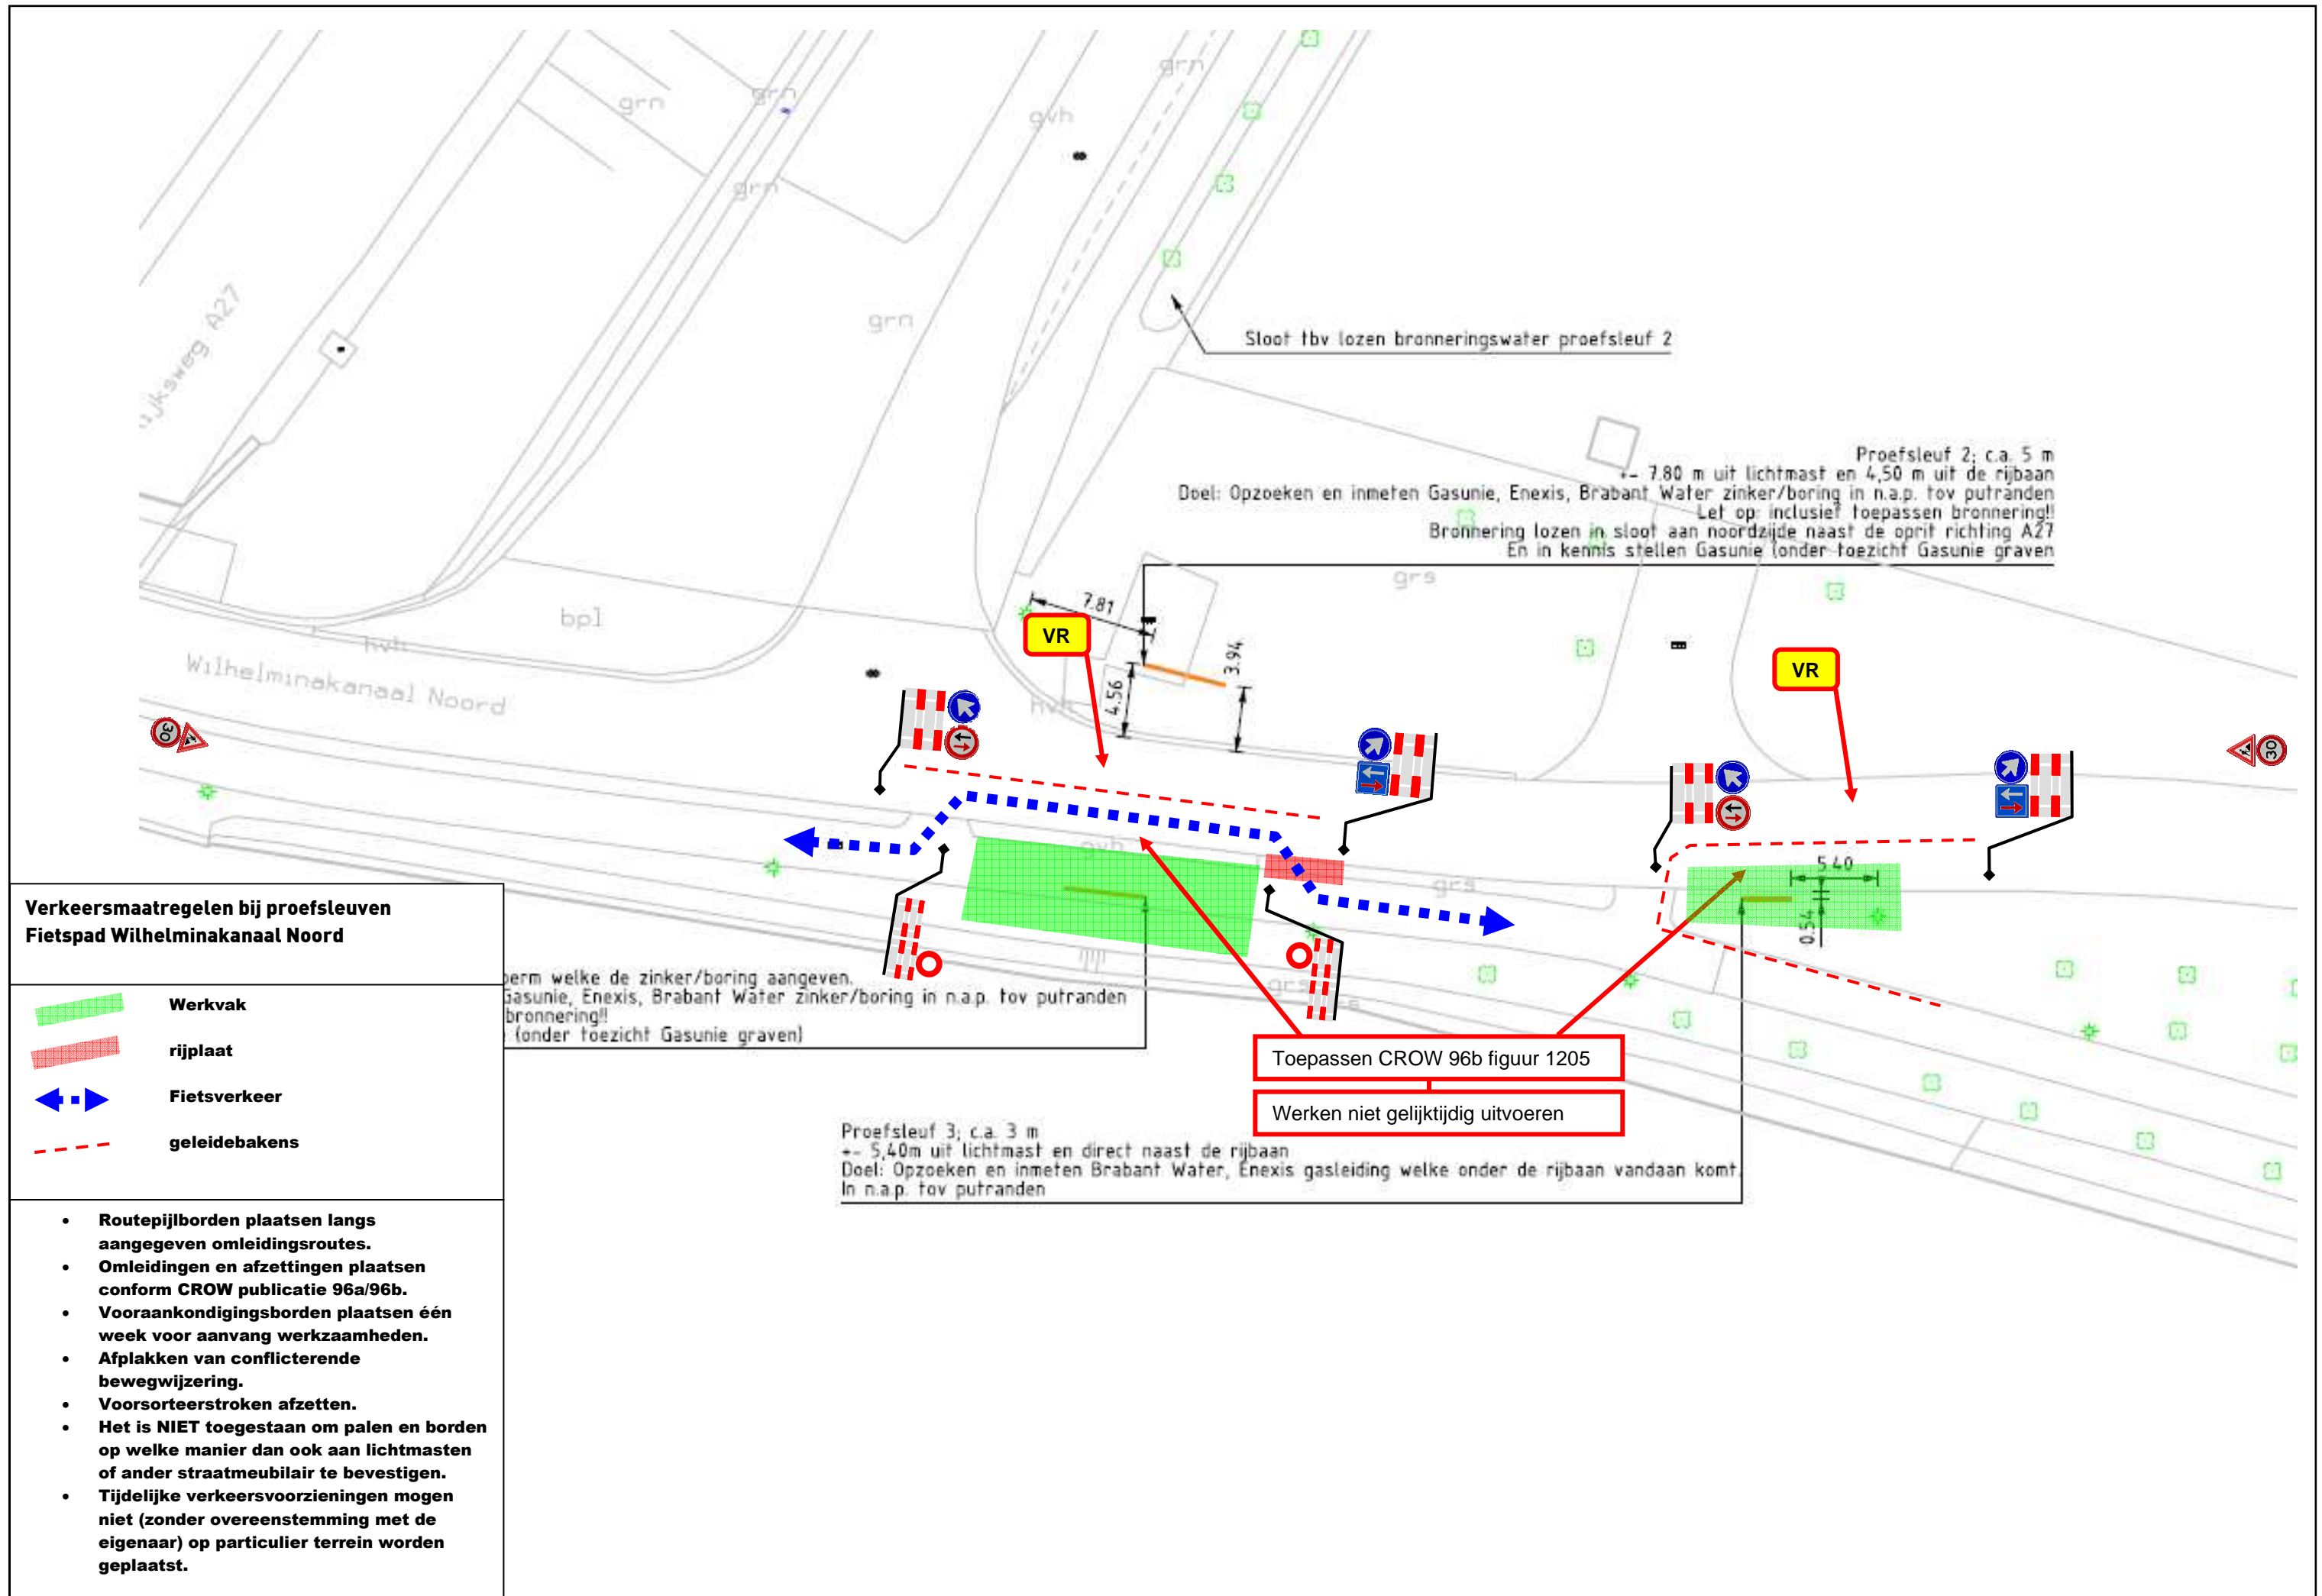 grn
grn
grn
gvh
grn
grn
Sloot tbv lozen bronneringswater proefsleuf 2
Proefsleuf 2; c.a. 5 m
+- 7.80 m uit lichtmast en 4,50 m uit de rijbaan
Doel: Opzoeken en inmeten Gasunie, Enexis, Brabant Water zinker/boring in n.a.p. tov putranden
Let op: inclusief toepassen bronnering!!
Bronnering lozen in sloot aan noordzijde naast de oprit richting A27
En in kennis stellen Gasunie (onder toezicht Gasunie graven
grs
7.81
VR
bpl
hvh
Wilhelminakanaal Noord
3.94
4.56
hvh
VR
30
30
gvh
grs
5.40
0.54
Verkeersmaatregelen bij proefsleuven
Fietspad Wilhelminakanaal Noord
Werkvak
rijplaat
Fietsverkeer
geleidebakens
berm welke de zinker/boring aangeven.
Gasunie, Enexis, Brabant Water zinker/boring in n.a.p. tov putranden
bronnering!!
(onder toezicht Gasunie graven)
grs
Toepassen CROW 96b figuur 1205
Werken niet gelijktijdig uitvoeren
Proefsleuf 3; c.a. 3 m
+- 5,40m uit lichtmast en direct naast de rijbaan
Doel: Opzoeken en inmeten Brabant Water, Enexis gasleiding welke onder de rijbaan vandaan komt.
In n.a.p. tov putranden
• Routepijlborden plaatsen langs
aangegeven omleidingsroutes.
• Omleidingen en afzettingen plaatsen
conform CROW publicatie 96a/96b.
• Vooraankondigingsborden plaatsen één
week voor aanvang werkzaamheden.
• Afplakken van conflicterende
bewegwijzering.
• Voorsorteerstroken afzetten.
• Het is NIET toegestaan om palen en borden
op welke manier dan ook aan lichtmasten
of ander straatmeubilair te bevestigen.
• Tijdelijke verkeersvoorzieningen mogen
niet (zonder overeenstemming met de
eigenaar) op particulier terrein worden
geplaatst.